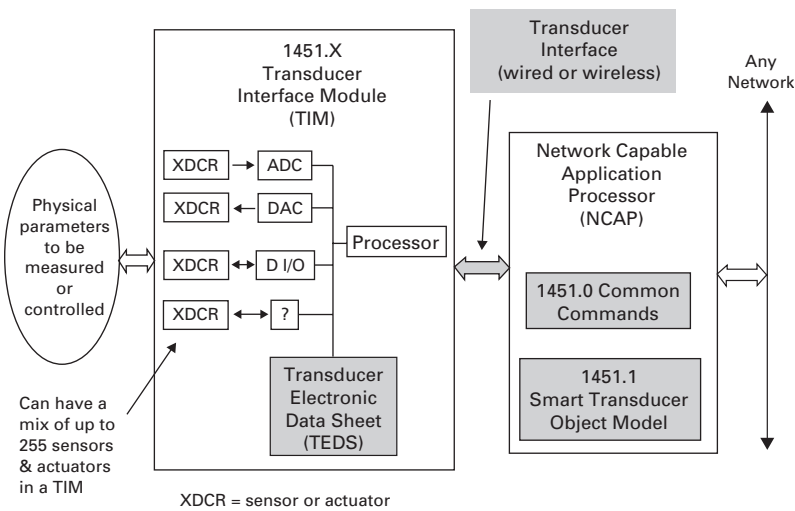 1451.X
Transducer
Interface Module
(TIM)
Transducer
Interface
(wired or wireless)
Any
Network
Physical
parameters
to be
measured
or
controlled
XDCR
ADC
XDCR
DAC
XDCR
D I/O
XDCR
?
Processor
Transducer
Electronic
Data Sheet
(TEDS)
Network Capable
Application
Processor
(NCAP)
1451.0 Common
Commands
1451.1
Smart Transducer
Object Model
Can have a
mix of up to
255 sensors
& actuators
in a TIM
XDCR = sensor or actuator